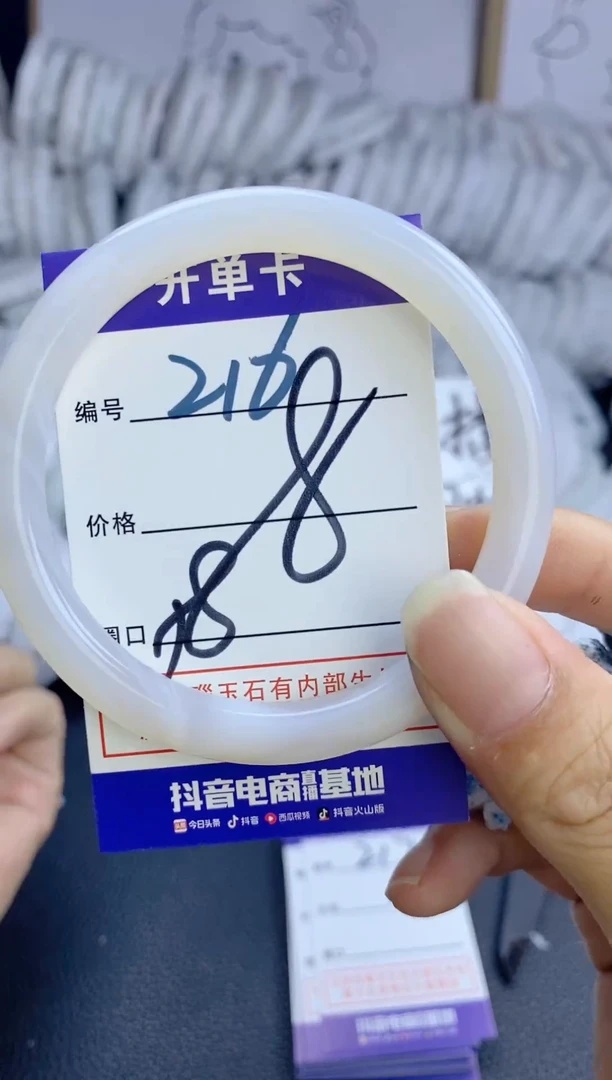 开单卡
编号 216
价格 88
圈口
玉石有内部生
抖音电商直播基地
今日头条 抖音 西瓜视频 抖音火山版